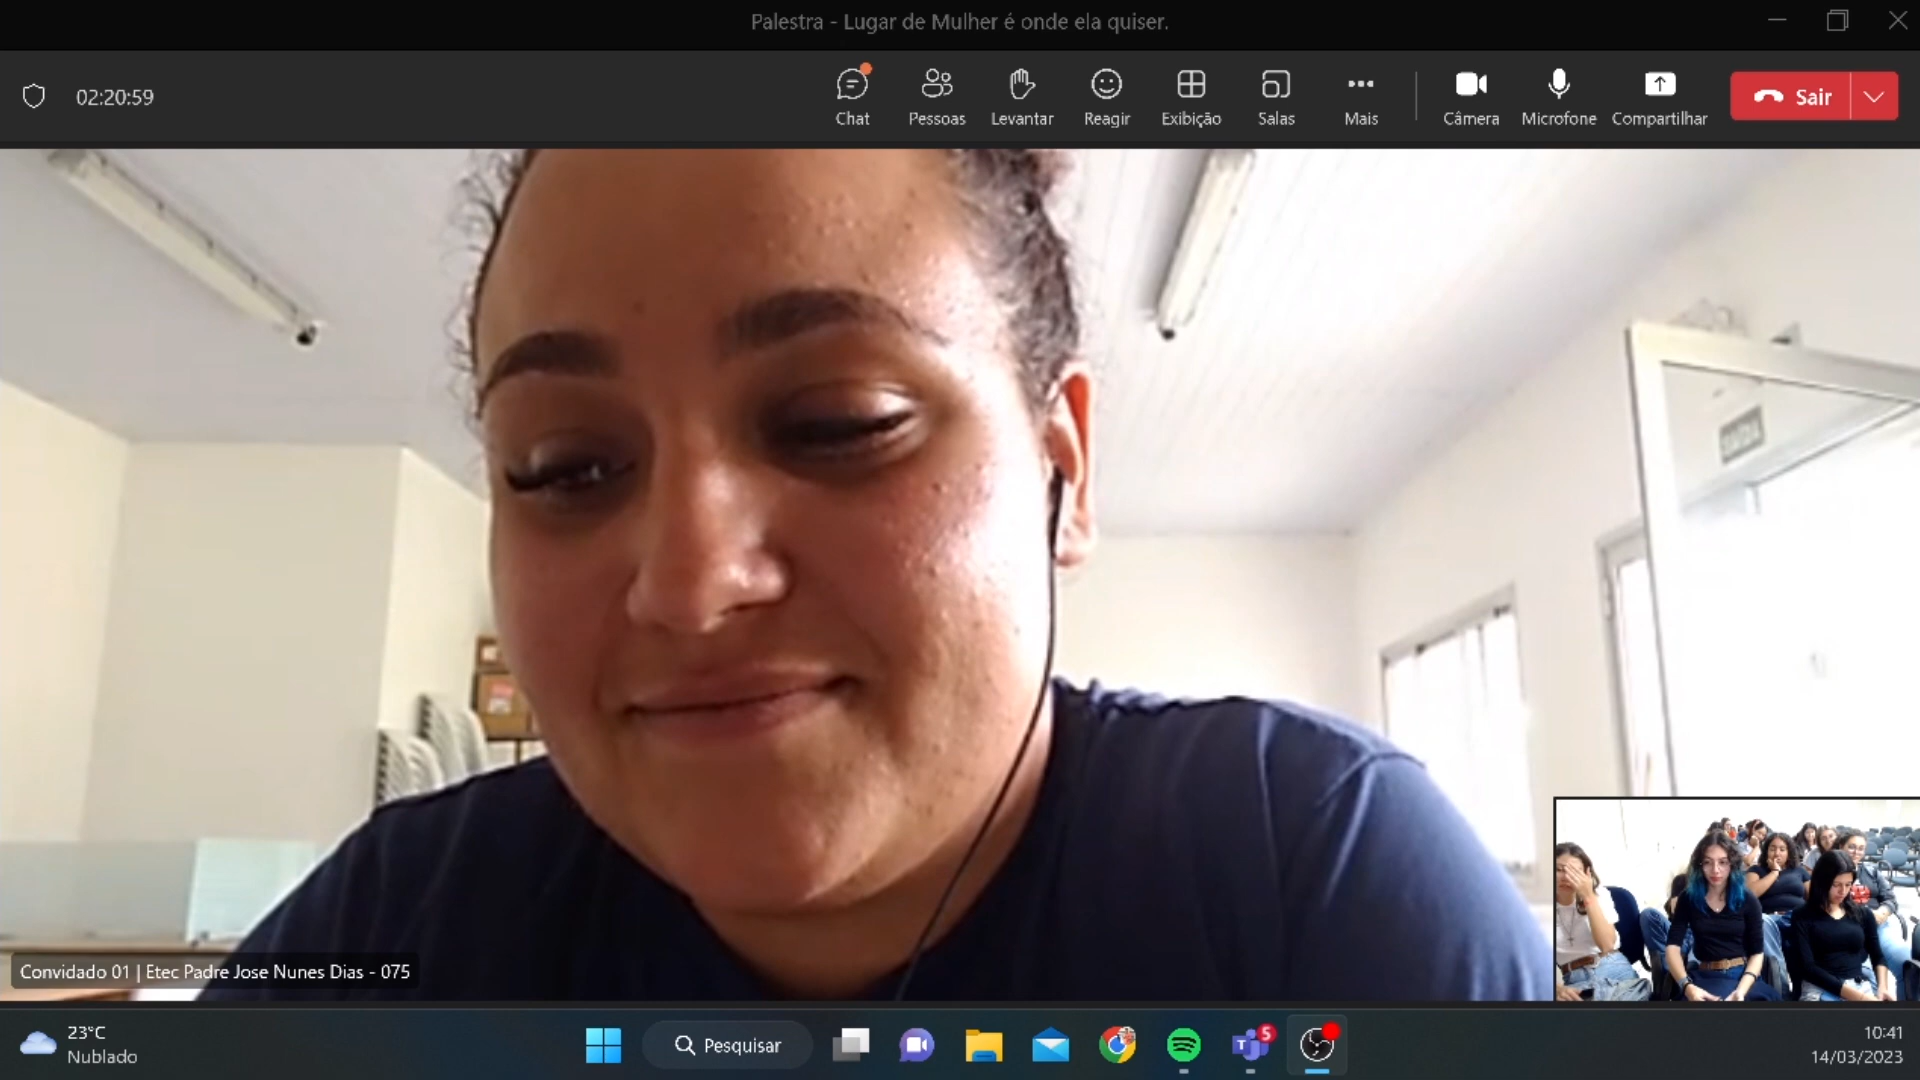 Palestra - Lugar de Mulher é onde ela quiser.
02:20:59
Chat
Pessoas
Levantar
Reagir
Exibição
Salas
Mais
Câmera
Microfone
Compartilhar
Sair
SAÍDA
Convidado 01 | Etec Padre Jose Nunes Dias - 075
23°C
Nublado
Pesquisar
T
5
10:41
14/03/2023